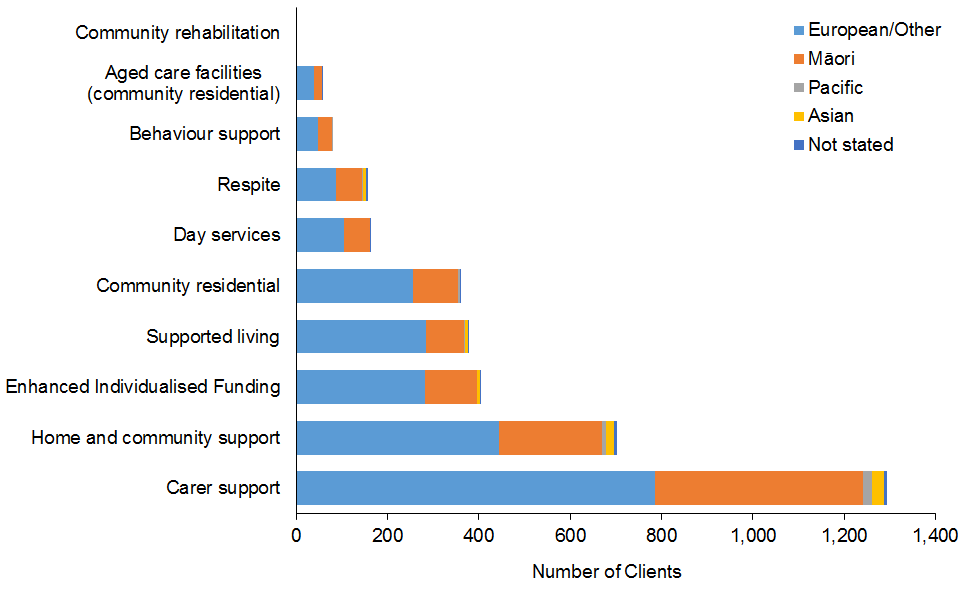 Community rehabilitation
Aged care facilities
(community residential)
Behaviour support
Respite
Day services
Community residential
Supported living
Enhanced Individualised Funding
Home and community support
Carer support
European/Other
Māori
Pacific
Asian
Not stated
0 200 400 600 800 1,000 1,200 1,400
Number of Clients